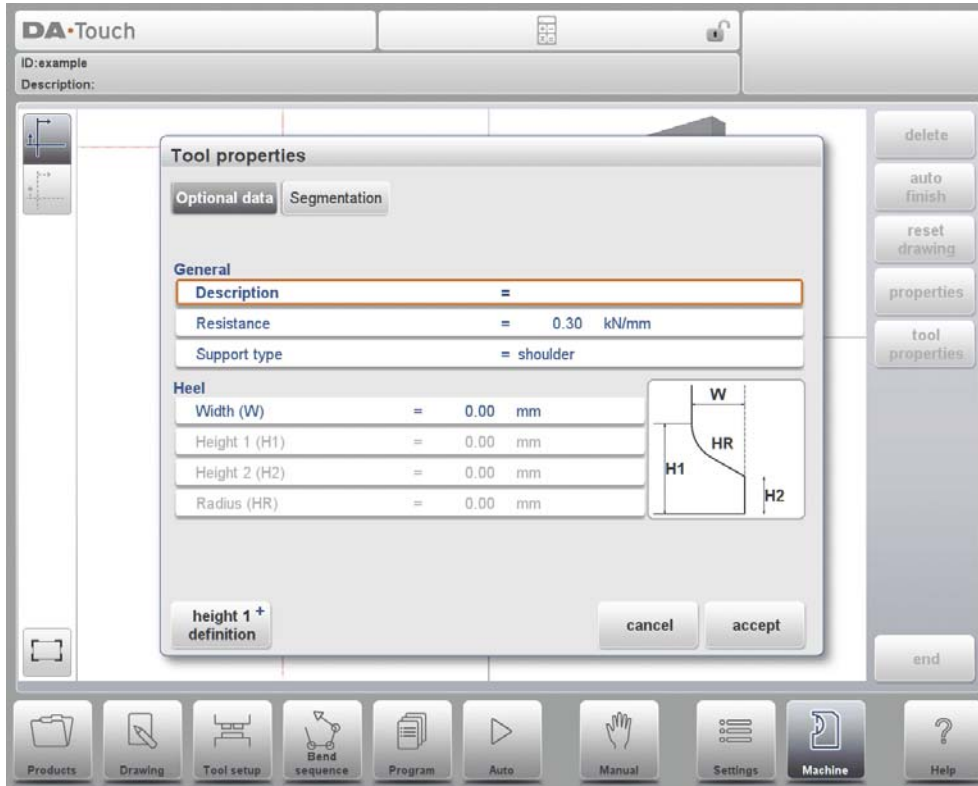 DA•Touch
ID:example
Description:
Tool properties
Optional data Segmentation
General
Description =
Resistance = 0.30 kN/mm
Support type = shoulder
Heel
Width (W) = 0.00 mm
Height 1 (H1) = 0.00 mm
Height 2 (H2) = 0.00 mm
Radius (HR) = 0.00 mm
W
HR
H1
H2
height 1 +
definition
cancel accept
delete
auto
finish
reset
drawing
properties
tool
properties
end
Products
Drawing
Tool setup
Bend
sequence
Program
Auto
Manual
Settings
Machine
?
Help